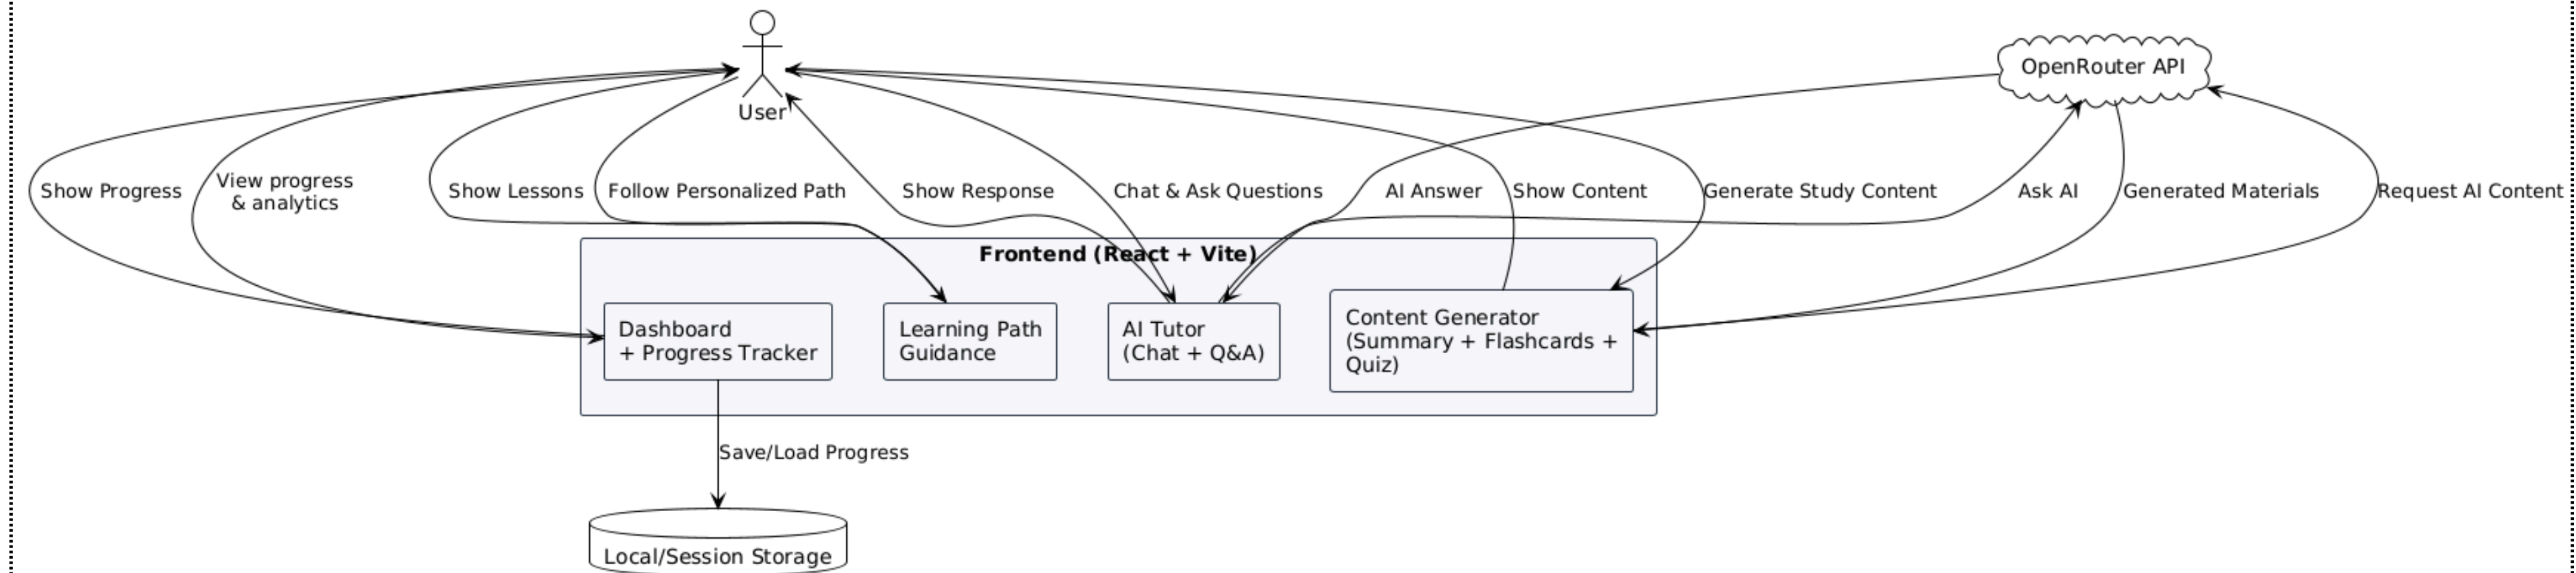 User
OpenRouter API
Show Progress
View progress
& analytics
Show Lessons
Follow Personalized Path
Show Response
Chat & Ask Questions
AI Answer
Show Content
Generate Study Content
Ask AI
Generated Materials
Request AI Content
Frontend (React + Vite)
Dashboard
+ Progress Tracker
Learning Path
Guidance
AI Tutor
(Chat + Q&A)
Content Generator
(Summary + Flashcards +
Quiz)
Save/Load Progress
Local/Session Storage